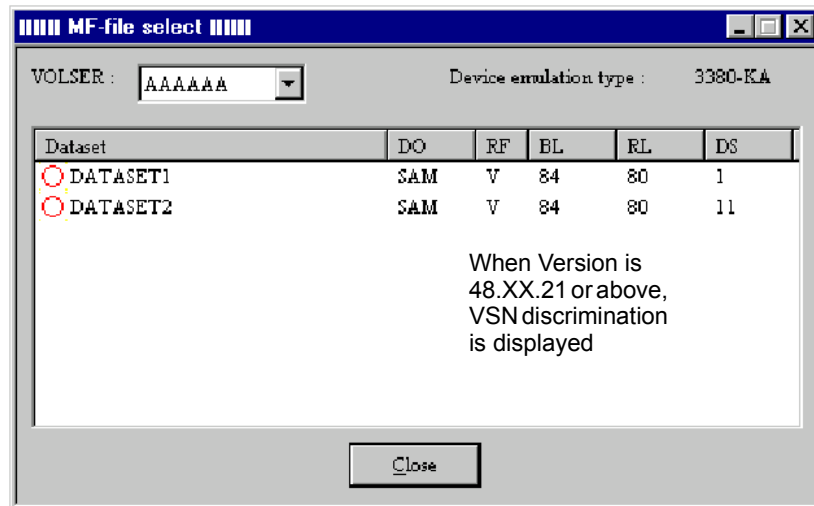 MF-file select
VOLSER : AAAAAA Device emulation type : 3380-KA
Dataset DO RF BL RL DS
DATASET1 SAM V 84 80 1
DATASET2 SAM V 84 80 11
When Version is
48.XX.21 or above,
VSN discrimination
is displayed
Close